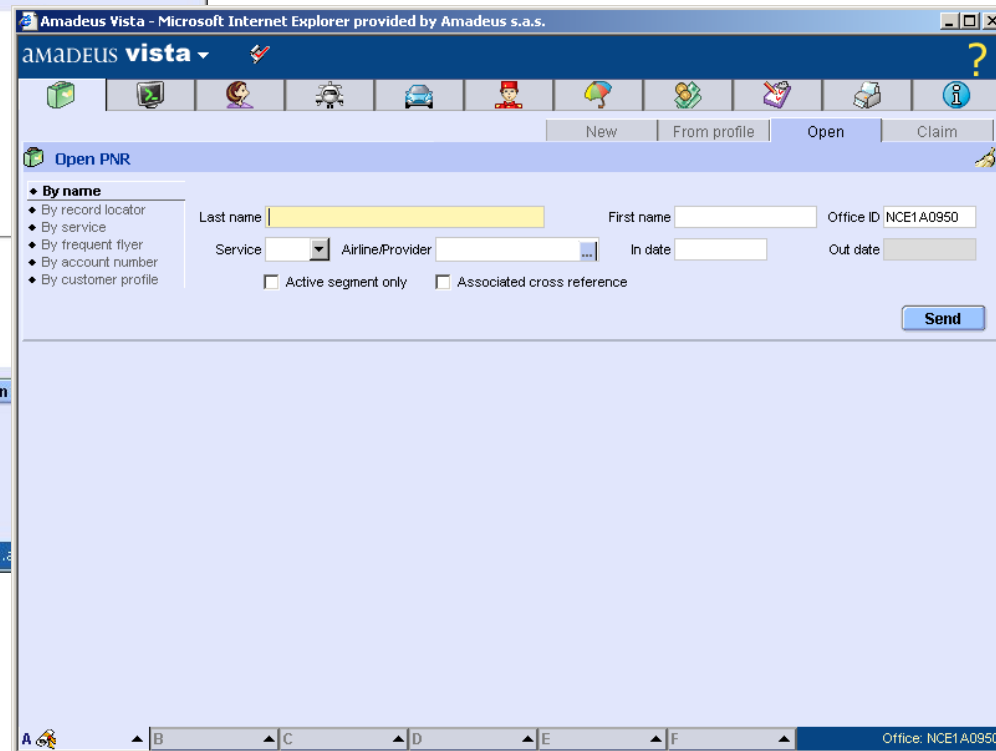 Amadeus Vista - Microsoft Internet Explorer provided by Amadeus s.a.s.
amadeus vista
?
New From profile Open Claim
Open PNR
By name
By record locator
By service
By frequent flyer
By account number
By customer profile
Last name First name Office ID NCE1A0950
Service Airline/Provider ... In date Out date
Active segment only Associated cross reference
Send
A B C D E F Office: NCE1A0950